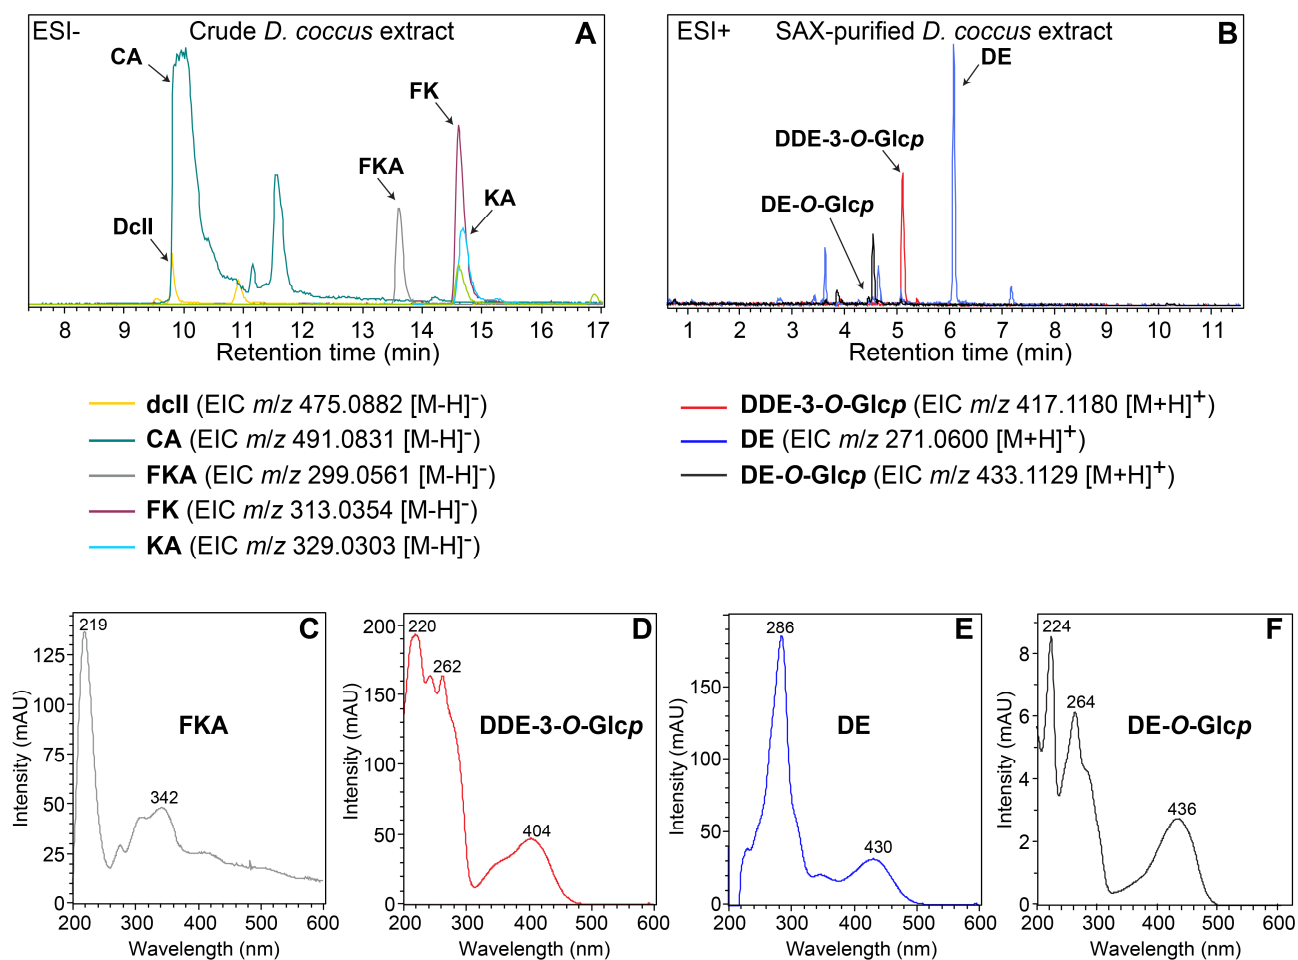 ESI- Crude D. coccus extract A
CA
FK
FKA
KA
DcII
8 9 10 11 12 13 14 15 16 17
Retention time (min)
dcII (EIC m/z 475.0882 [M-H]-)
CA (EIC m/z 491.0831 [M-H]-)
FKA (EIC m/z 299.0561 [M-H]-)
FK (EIC m/z 313.0354 [M-H]-)
KA (EIC m/z 329.0303 [M-H]-)
ESI+ SAX-purified D. coccus extract B
DE
DDE-3-O-Glcp
DE-O-Glcp
1 2 3 4 5 6 7 8 9 10 11
Retention time (min)
DDE-3-O-Glcp (EIC m/z 417.1180 [M+H]+)
DE (EIC m/z 271.0600 [M+H]+)
DE-O-Glcp (EIC m/z 433.1129 [M+H]+)
C
219
342
FKA
Intensity (mAU)
125
100
75
50
25
0
200 300 400 500 600
Wavelength (nm)
D
220
262
404
DDE-3-O-Glcp
Intensity (mAU)
200
150
100
50
0
200 300 400 500 600
Wavelength (nm)
E
286
430
DE
Intensity (mAU)
150
100
50
0
200 300 400 500 600
Wavelength (nm)
F
224
264
436
DE-O-Glcp
Intensity (mAU)
8
6
4
2
0
200 300 400 500 600
Wavelength (nm)